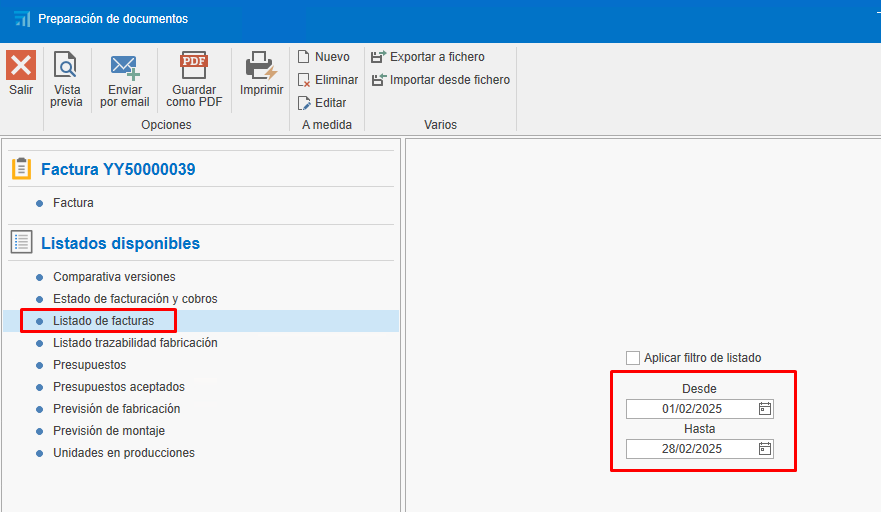 Preparación de documentos
Salir
Vista
previa
Enviar
por email
PDF
Guardar
como PDF
Imprimir
Opciones
Nuevo
Eliminar
Editar
A medida
Exportar a fichero
Importar desde fichero
Varios
Factura YY50000039
Factura
Listados disponibles
Comparativa versiones
Estado de facturación y cobros
Listado de facturas
Listado trazabilidad fabricación
Presupuestos
Presupuestos aceptados
Previsión de fabricación
Previsión de montaje
Unidades en producciones
Aplicar filtro de listado
Desde
01/02/2025
Hasta
28/02/2025